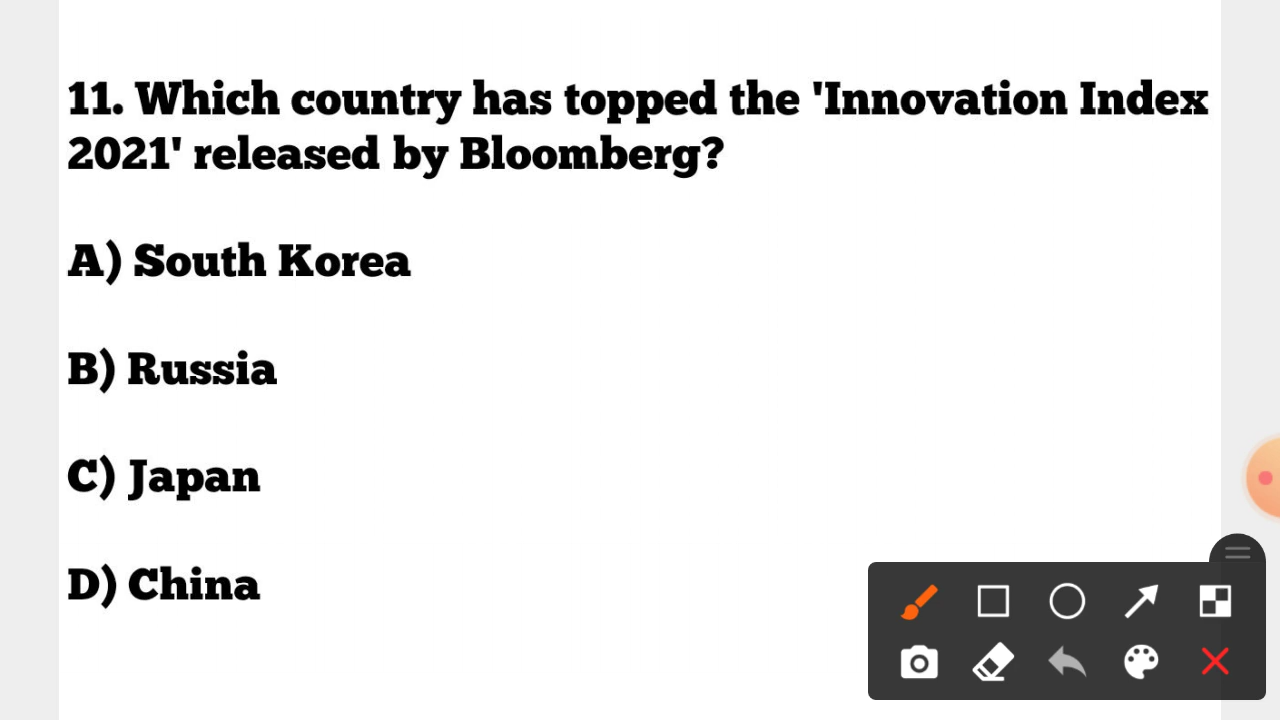 11. Which country has topped the 'Innovation Index
2021' released by Bloomberg?
A) South Korea
B) Russia
C) Japan
D) China